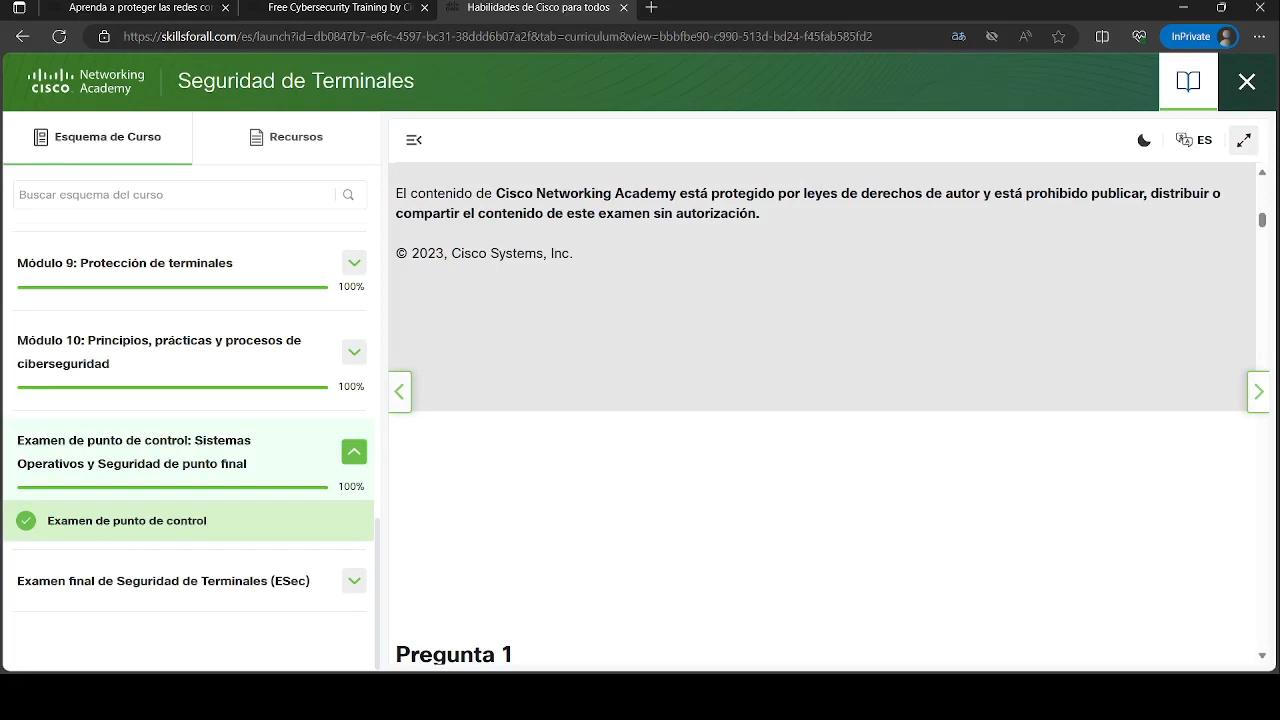 Aprenda a proteger las redes cor
Free Cybersecurity Training by Ci
Habilidades de Cisco para todos
https://skillsforall.com/es/launch?id=db0847b7-e6fc-4597-bc31-38ddd6b07a2f&tab=curriculum&view=bbbfbe90-c990-513d-bd24-f45fab585fd2
InPrivate
Networking
CISCO Academy
Seguridad de Terminales
Esquema de Curso
Recursos
ES
Buscar esquema del curso
Módulo 9: Protección de terminales
100%
Módulo 10: Principios, prácticas y procesos de
ciberseguridad
100%
Examen de punto de control: Sistemas
Operativos y Seguridad de punto final
100%
Examen de punto de control
Examen final de Seguridad de Terminales (ESec)
El contenido de Cisco Networking Academy está protegido por leyes de derechos de autor y está prohibido publicar, distribuir o
compartir el contenido de este examen sin autorización.
© 2023, Cisco Systems, Inc.
Pregunta 1